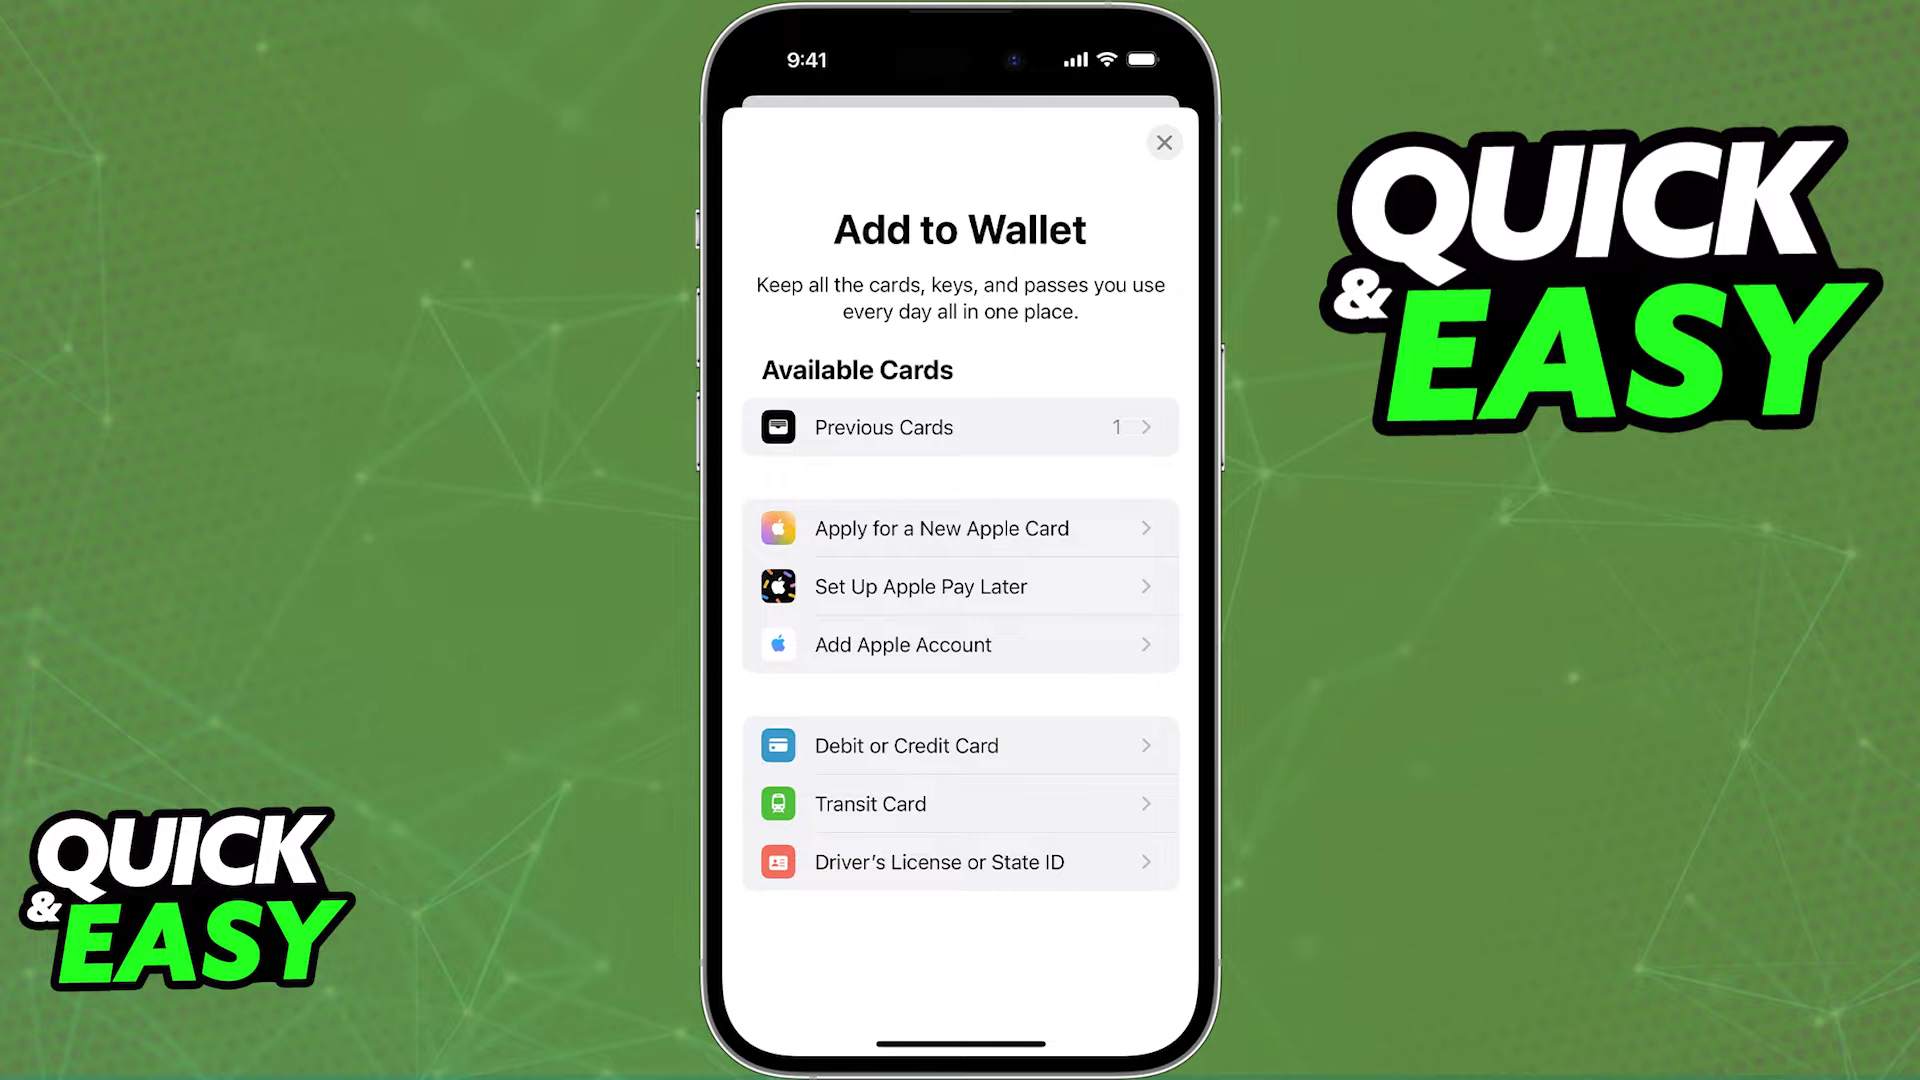 9:41
Add to Wallet
Keep all the cards, keys, and passes you use
every day all in one place.
Available Cards
Previous Cards 1
Apply for a New Apple Card
Set Up Apple Pay Later
Add Apple Account
Debit or Credit Card
Transit Card
Driver’s License or State ID
QUICK
& EASY
QUICK
& EASY